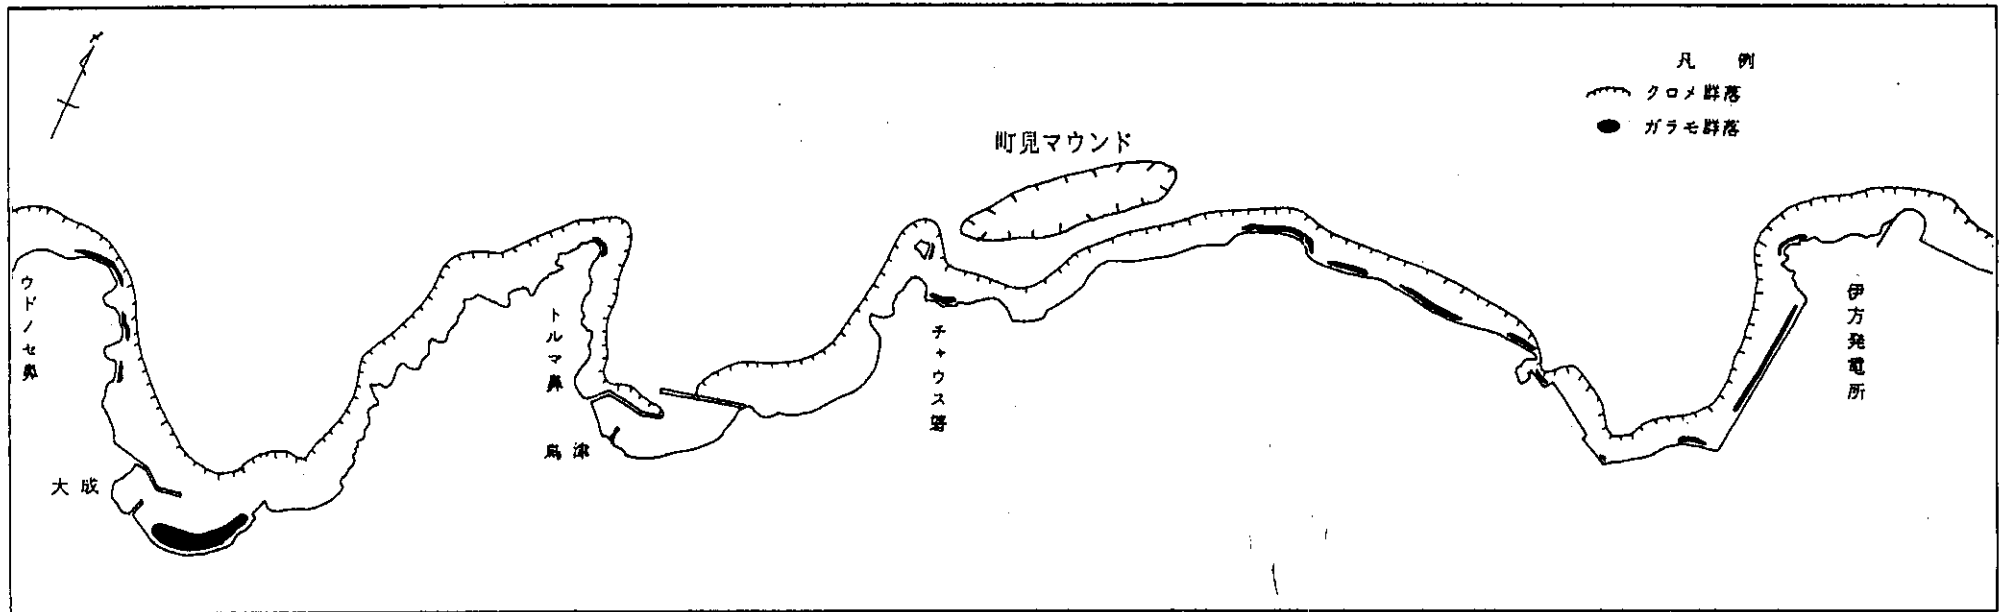 凡 例
クロメ群落
ガラモ群落
町見マウンド
ウドノセ鼻
トルマ鼻
チャウス碆
伊方発電所
大成
鳥津